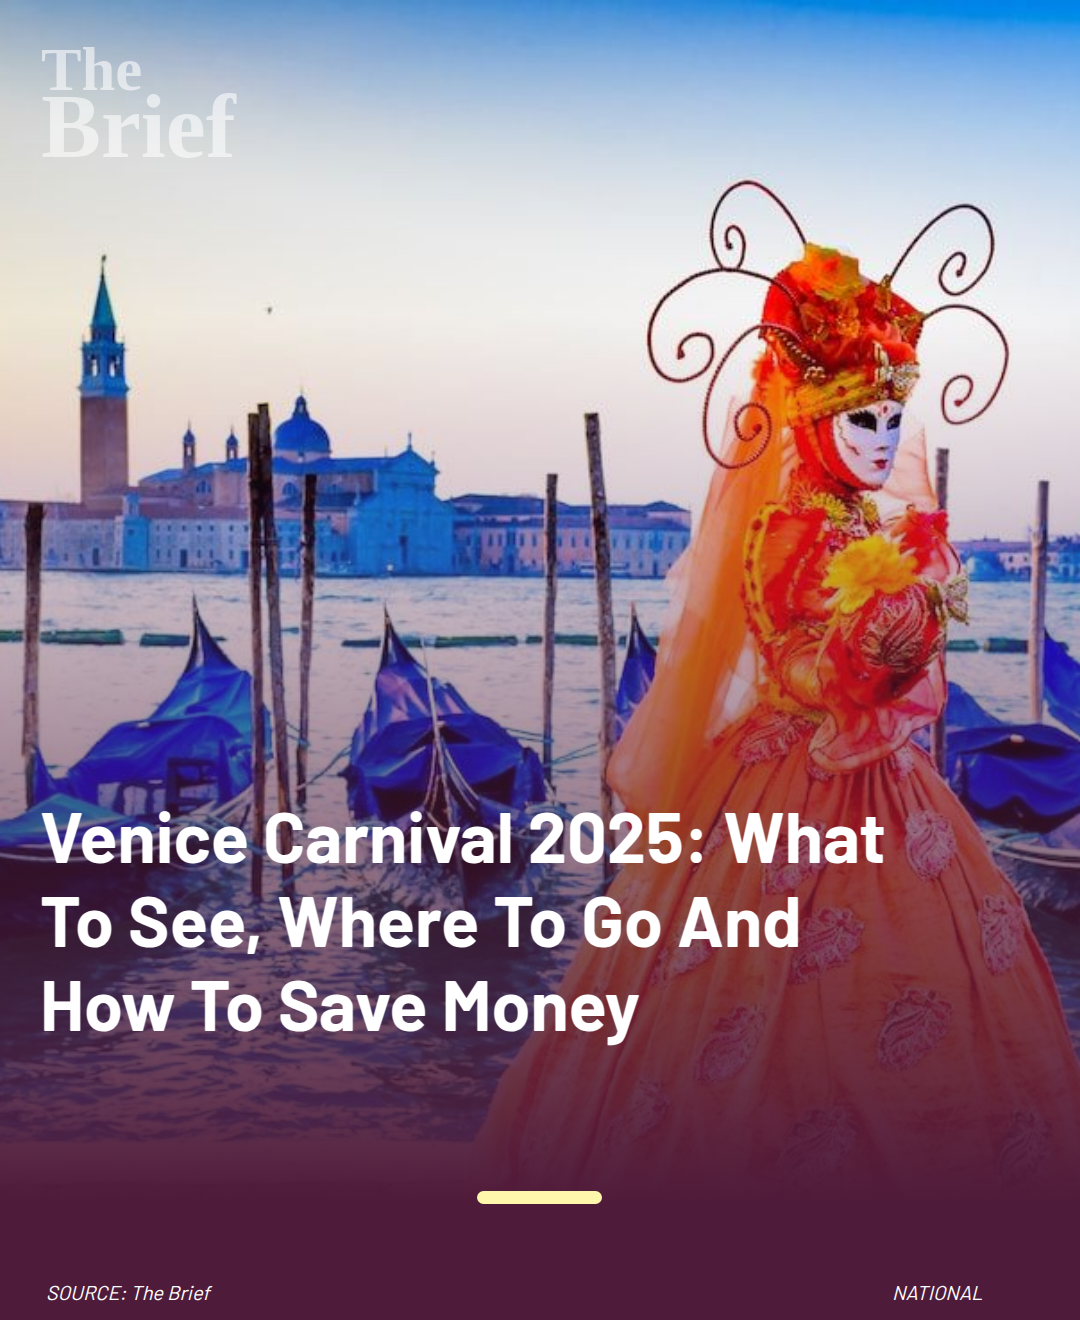 The
Brief
Venice Carnival 2025: What
To See, Where To Go And
How To Save Money
SOURCE: The Brief
NATIONAL